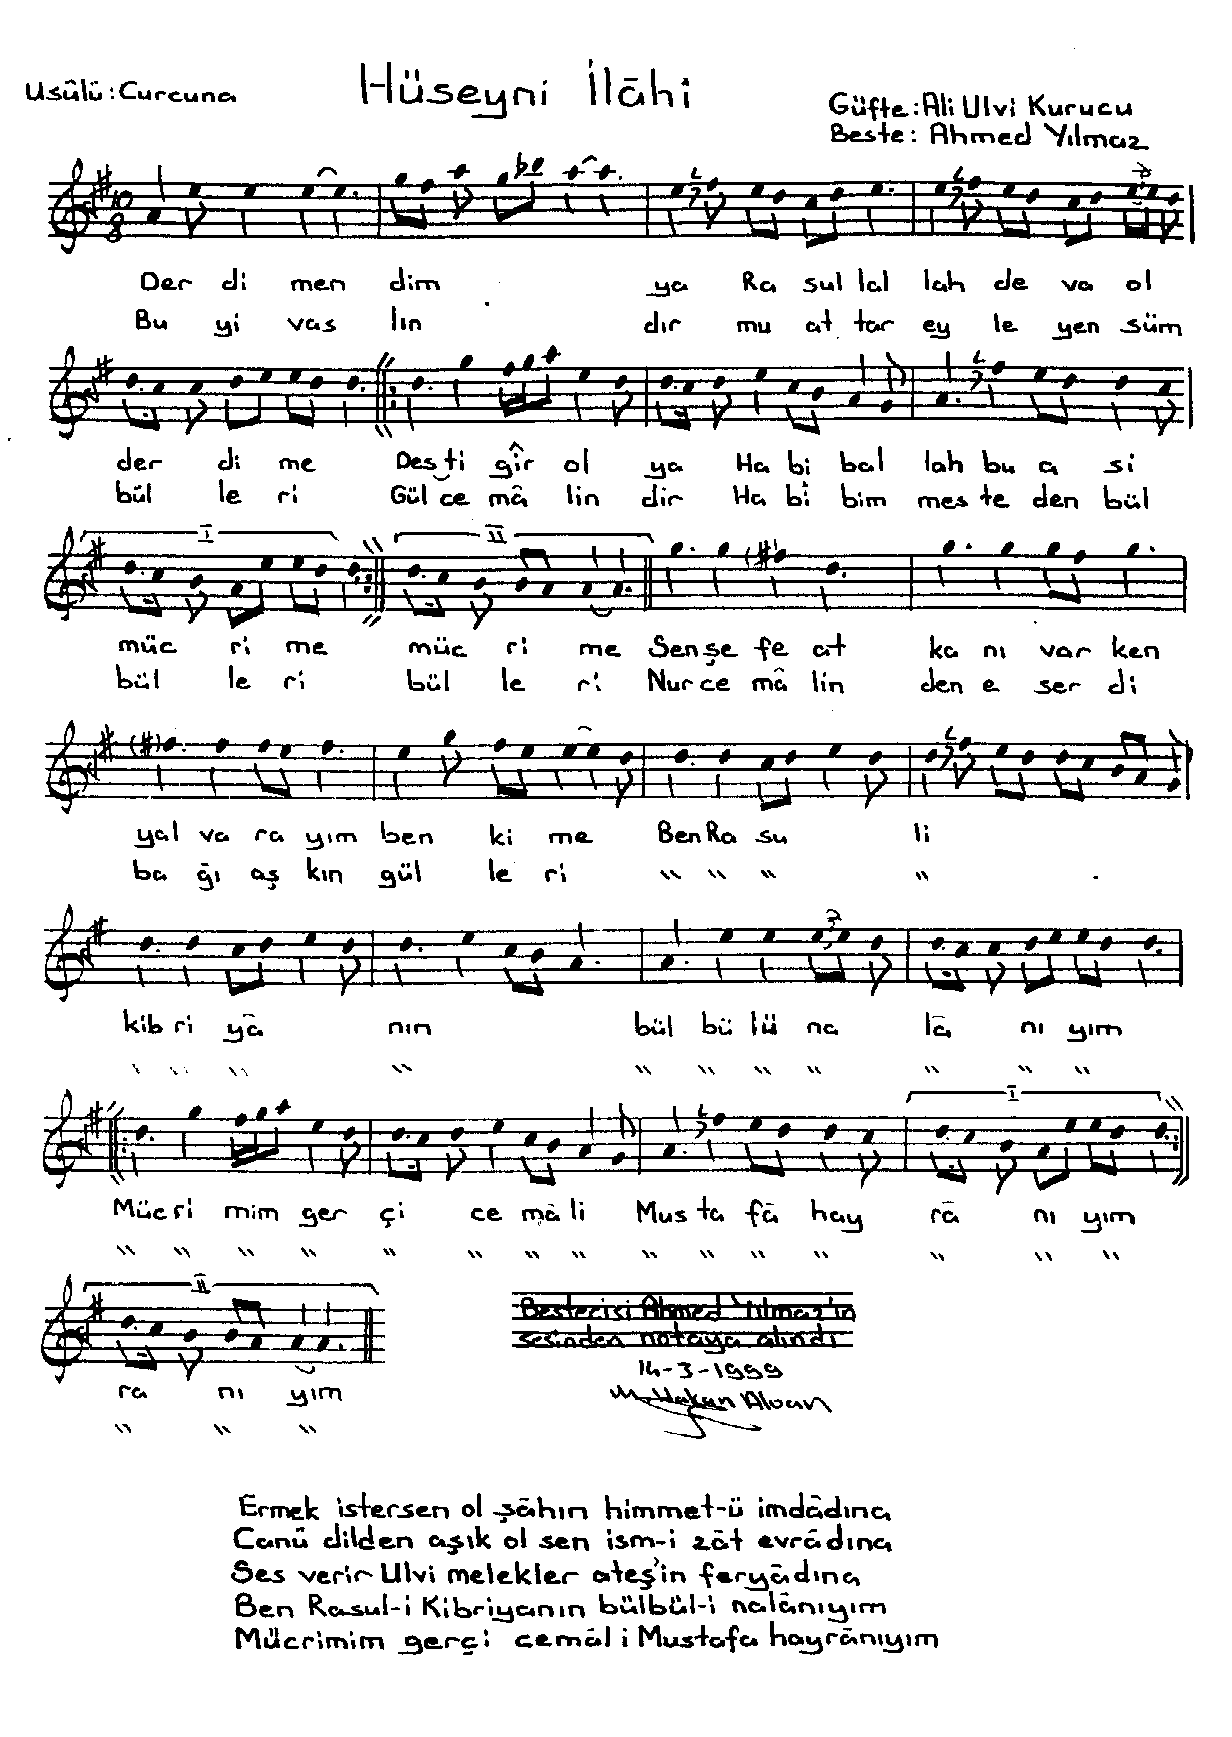 Hüseyni İlâhi
Usûlü: Curcuna
Güfte: Ali Ulvi Kurucu
Beste: Ahmed Yılmaz
10
8
Der di men dim ya Ra sul lal lah de va ol
Bu yi vas lın dır mu at tar ey le yen süm
der di me Des ti gîr ol ya Ha bi bal lah bu a si
bül le ri Gül ce mâ lin dir Ha bi bim mes te den bül
I II
müc ri me müc ri me Sen şe fe at ka nı var ken
bül le ri bül le ri Nur ce mâ lin den e ser di
yal va ra yım ben ki me Ben Ra su li
ba ğı aş kın gül le ri " " " "
kib ri yâ nın bül bü lü na lâ nı yım
" " " " " " " " " " "
I
Müc ri mim ger çi ce mâ li Mus ta fâ hay râ nı yım
" " " " " " " " " " " " " " "
II
ra nı yım
" " "
Bestecisi Ahmed Yılmaz'ın
sesinden notaya alındı
14-3-1999
M. Hakan Alvan
Ermek istersen ol şâhın himmet-ü imdâdına
Canû dilden aşık ol sen ism-i zât evrâdına
Ses verir Ulvi melekler ateş'in feryâdına
Ben Rasul-i Kibriyanın bülbül-i nalânıyım
Mücrimim gerçi cemâl i Mustafa hayrânıyım